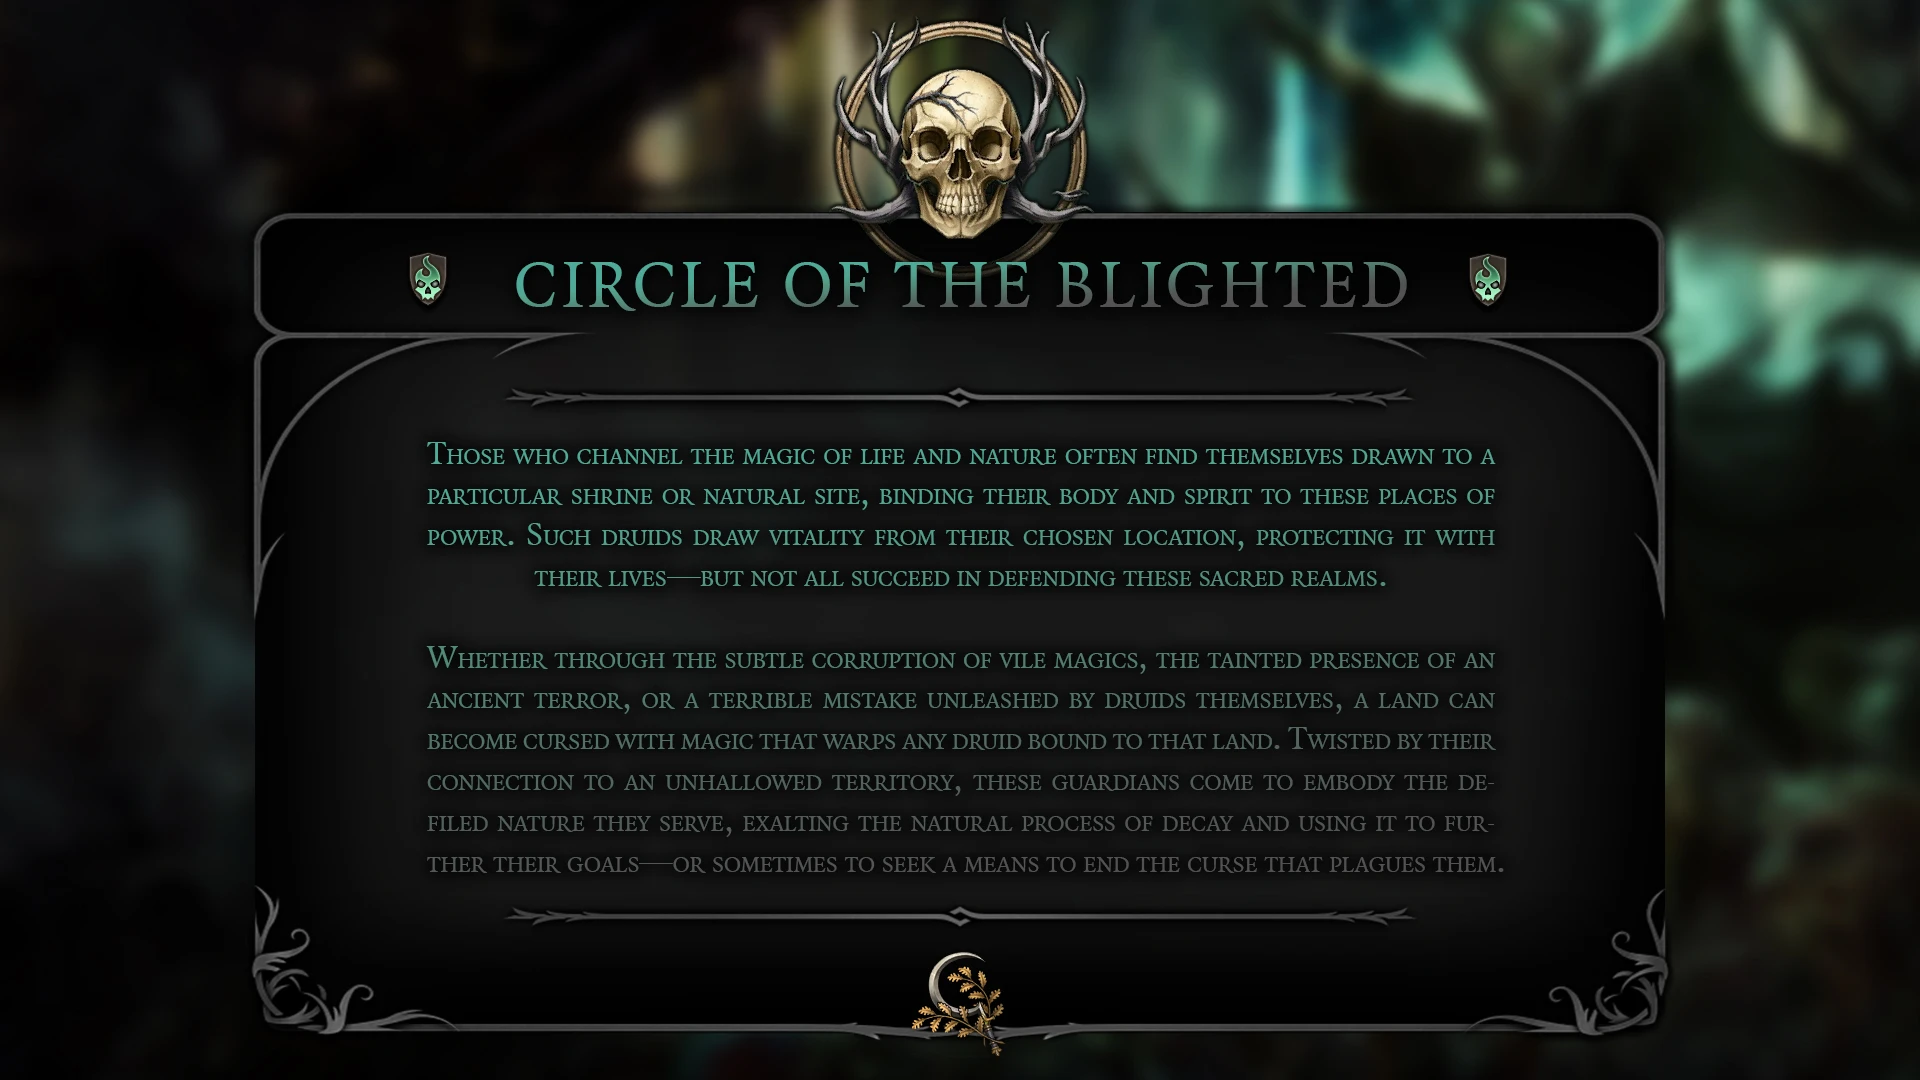 CIRCLE OF THE BLIGHTED
Those who channel the magic of life and nature often find themselves drawn to a
particular shrine or natural site, binding their body and spirit to these places of
power. Such druids draw vitality from their chosen location, protecting it with
their lives—but not all succeed in defending these sacred realms.
Whether through the subtle corruption of vile magics, the tainted presence of an
ancient terror, or a terrible mistake unleashed by druids themselves, a land can
become cursed with magic that warps any druid bound to that land. Twisted by their
connection to an unhallowed territory, these guardians come to embody the de-
filed nature they serve, exalting the natural process of decay and using it to fur-
ther their goals—or sometimes to seek a means to end the curse that plagues them.